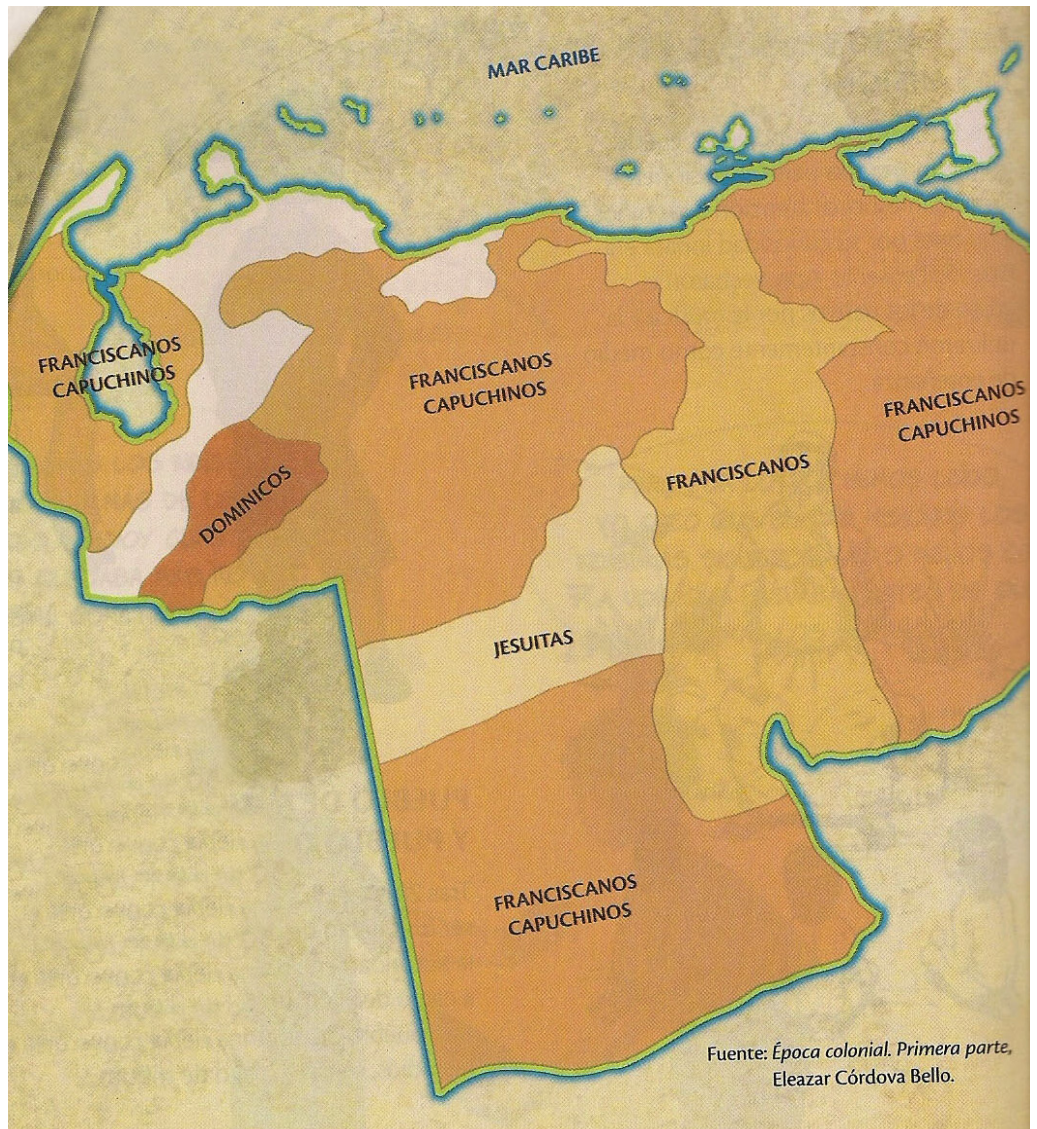 MAR CARIBE
FRANCISCANOS
CAPUCHINOS
FRANCISCANOS
CAPUCHINOS
FRANCISCANOS
CAPUCHINOS
FRANCISCANOS
DOMINICOS
JESUITAS
FRANCISCANOS
CAPUCHINOS
Fuente: Época colonial. Primera parte,
Eleazar Córdova Bello.